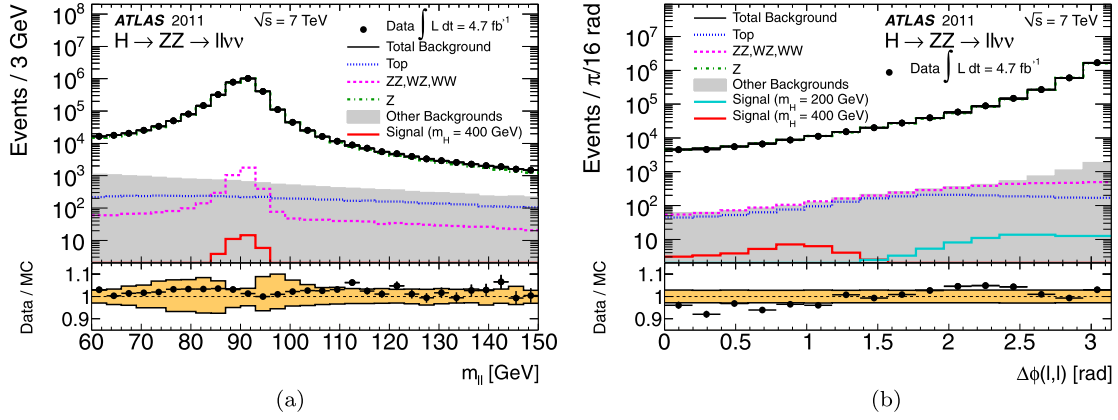 ATLAS 2011 √s = 7 TeV
H → ZZ → llνν
Data ∫ L dt = 4.7 fb⁻¹
Total Background
Top
ZZ,WZ,WW
Z
Other Backgrounds
Signal (m_H = 400 GeV)
Events / 3 GeV
10⁸
10⁷
10⁶
10⁵
10⁴
10³
10²
10
Data / MC
1.1
1
0.9
60 70 80 90 100 110 120 130 140 150
m_ll [GeV]
(a)
Total Background
Top
ZZ,WZ,WW
Z
Other Backgrounds
Signal (m_H = 200 GeV)
Signal (m_H = 400 GeV)
ATLAS 2011 √s = 7 TeV
H → ZZ → llνν
Data ∫ L dt = 4.7 fb⁻¹
Events / π/16 rad
10⁷
10⁶
10⁵
10⁴
10³
10²
10
Data / MC
1.1
1
0.9
0 0.5 1 1.5 2 2.5 3
Δϕ(l,l) [rad]
(b)